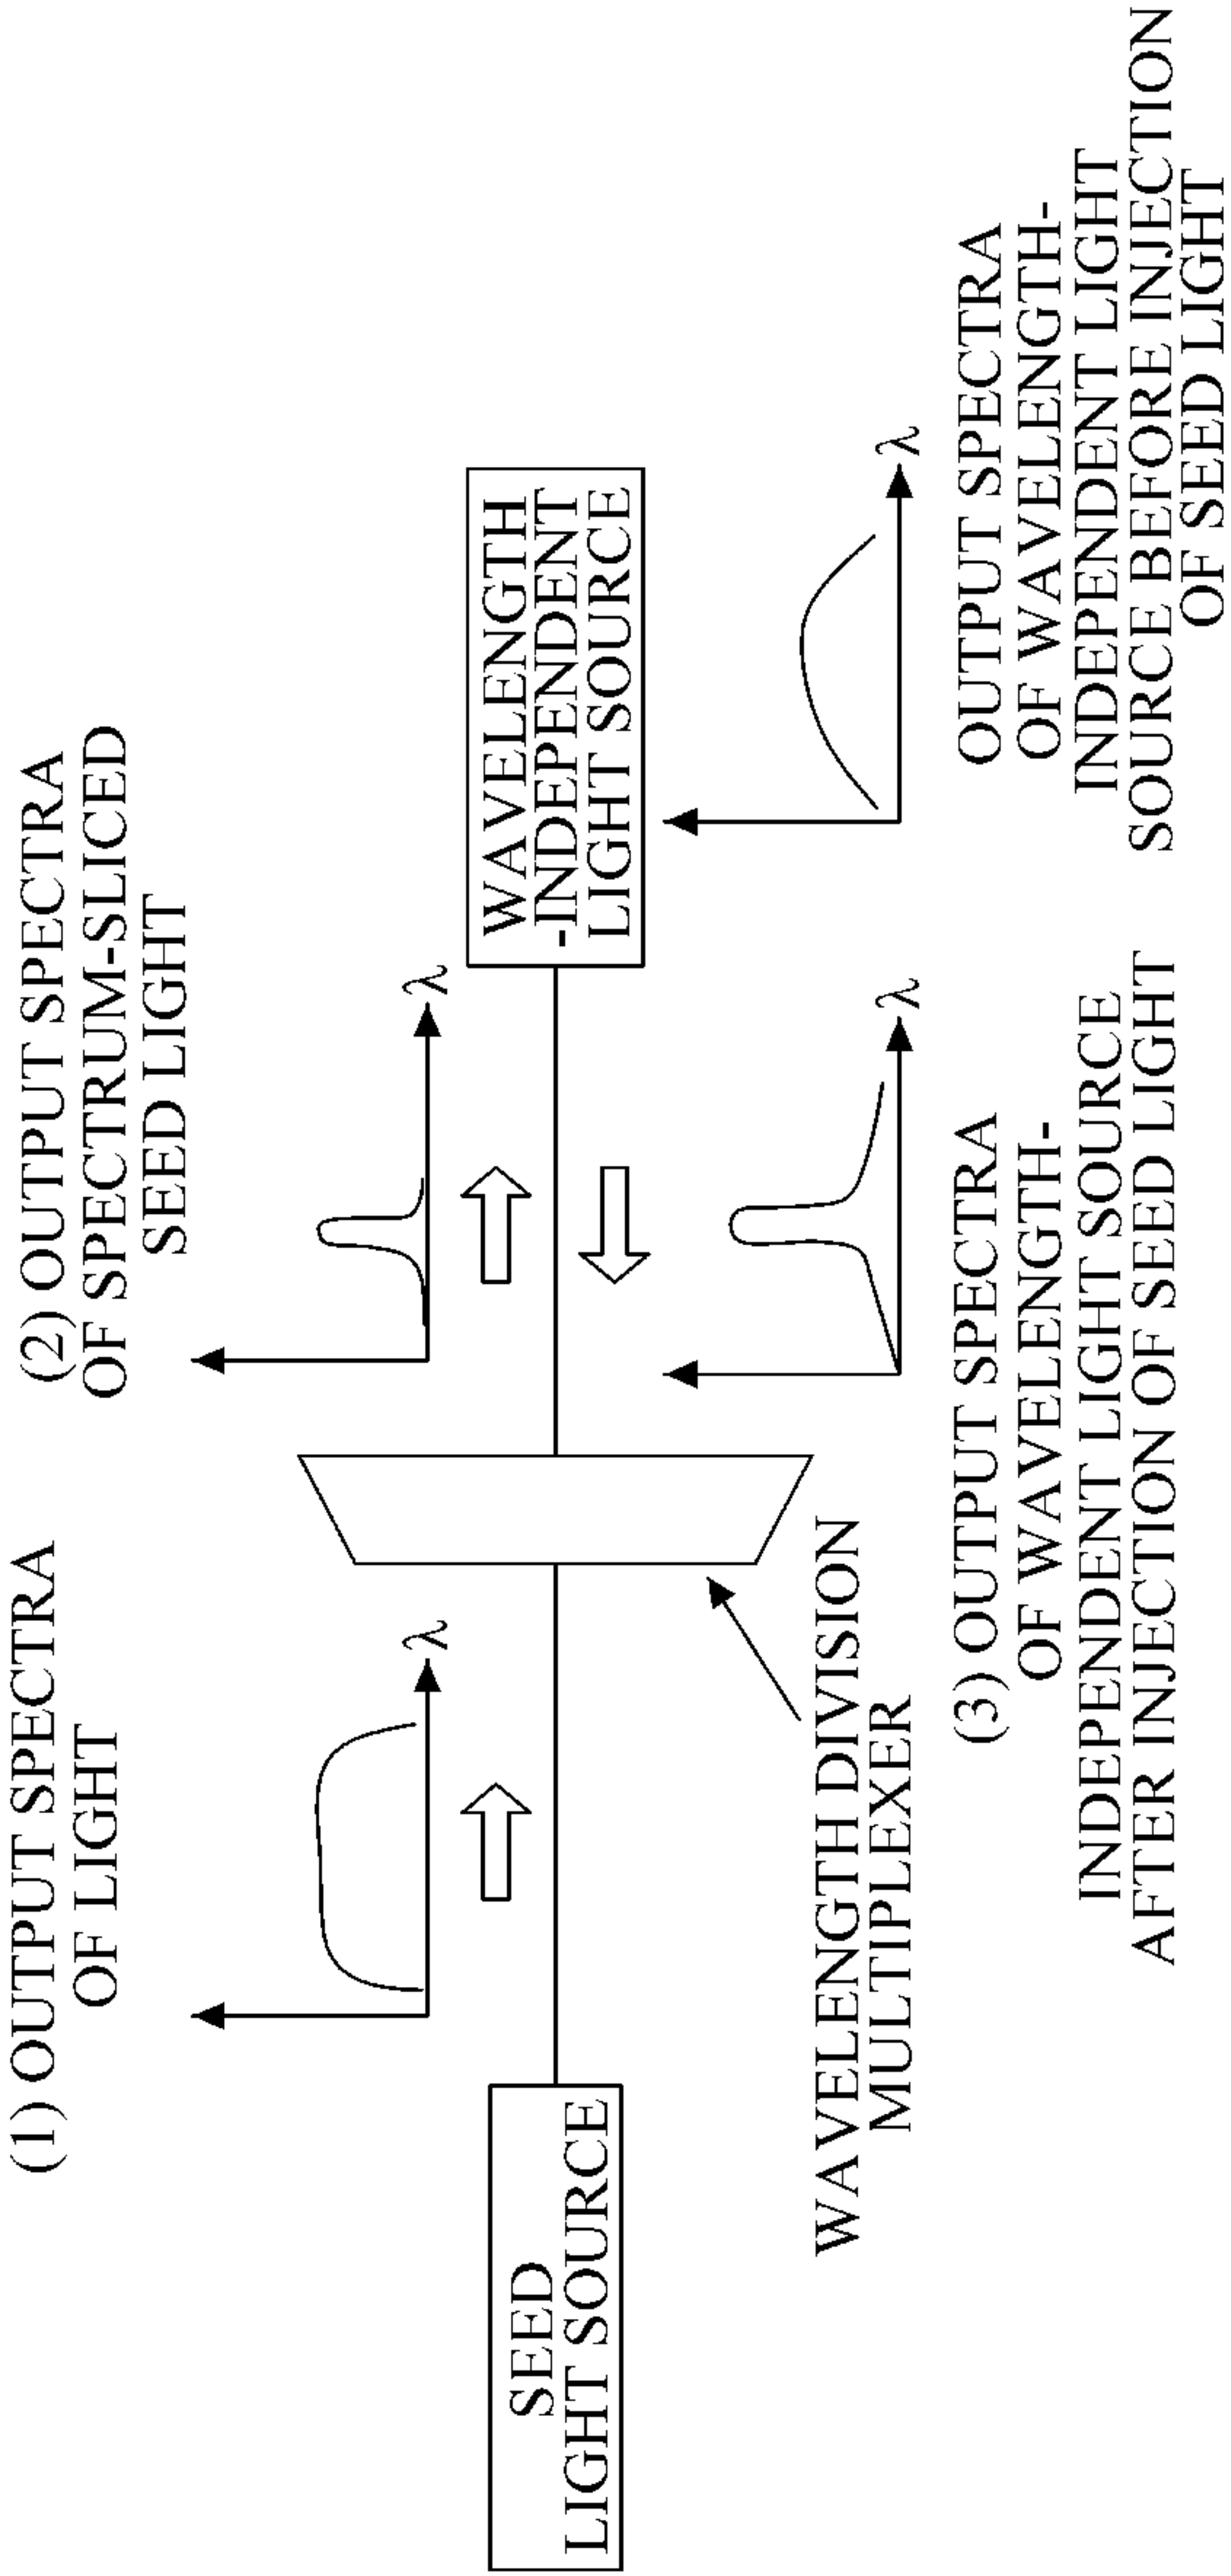 (1) OUTPUT SPECTRA
OF LIGHT
λ
(2) OUTPUT SPECTRA
OF SPECTRUM-SLICED
SEED LIGHT
λ
SEED
LIGHT SOURCE
WAVELENGTH
-INDEPENDENT
LIGHT SOURCE
WAVELENGTH DIVISION
MULTIPLEXER
λ
(3) OUTPUT SPECTRA
OF WAVELENGTH-
INDEPENDENT LIGHT SOURCE
AFTER INJECTION OF SEED LIGHT
λ
OUTPUT SPECTRA
OF WAVELENGTH-
INDEPENDENT LIGHT
SOURCE BEFORE INJECTION
OF SEED LIGHT